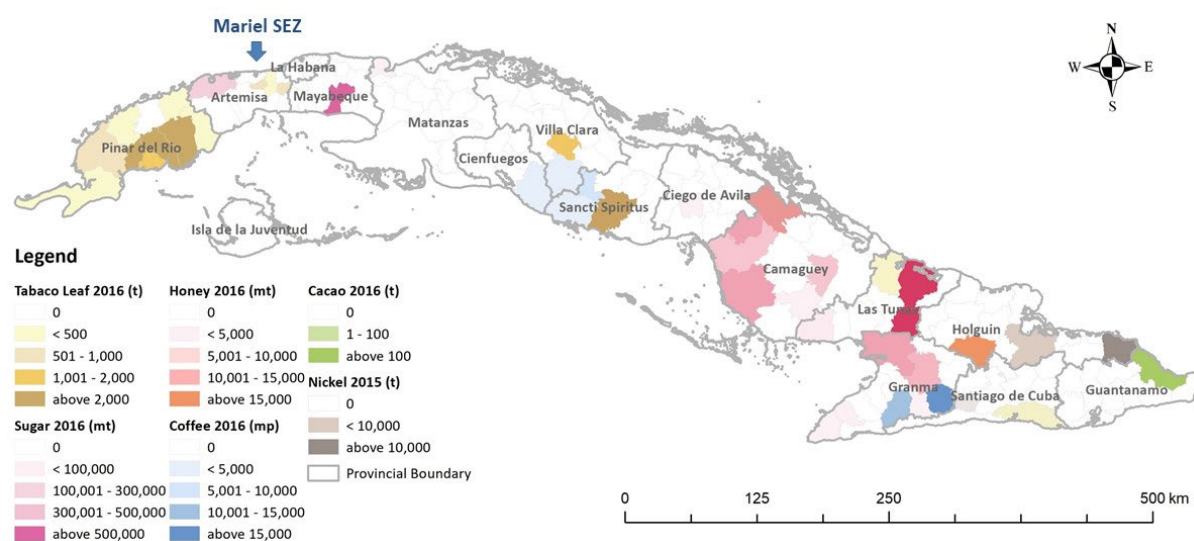 Mariel SEZ
N
W E
S
La Habana
Artemisa
Mayabeque
Matanzas
Villa Clara
Pinar del Rio
Cienfuegos
Ciego de Avila
Sancti Spiritus
Isla de la Juventud
Camaguey
Las Tunas
Holguin
Granma
Santiago de Cuba
Guantanamo
Legend
Tabaco Leaf 2016 (t)
0
< 500
501 - 1,000
1,001 - 2,000
above 2,000
Sugar 2016 (mt)
0
< 100,000
100,001 - 300,000
300,001 - 500,000
above 500,000
Honey 2016 (mt)
0
< 5,000
5,001 - 10,000
10,001 - 15,000
above 15,000
Coffee 2016 (mp)
0
< 5,000
5,001 - 10,000
10,001 - 15,000
above 15,000
Cacao 2016 (t)
0
1 - 100
above 100
Nickel 2015 (t)
0
< 10,000
above 10,000
Provincial Boundary
0 125 250 500 km